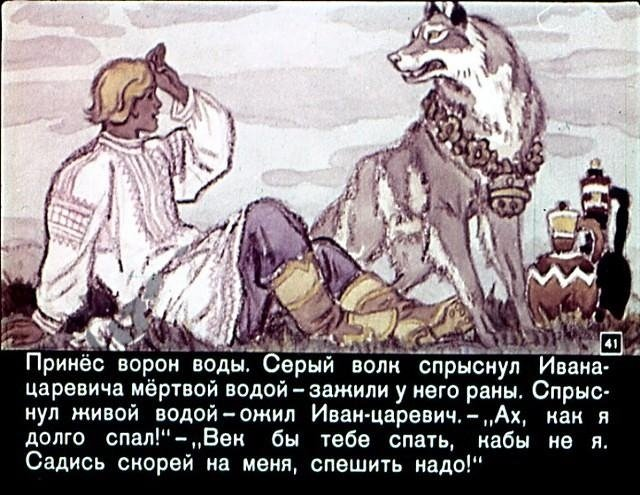 41
Принёс ворон воды. Серый волк спрыснул Ивана-
царевича мёртвой водой – зажили у него раны. Спрыс-
нул живой водой – ожил Иван-царевич. – „Ах, как я
долго спал!“ – „Век бы тебе спать, кабы не я.
Садись скорей на меня, спешить надо!“